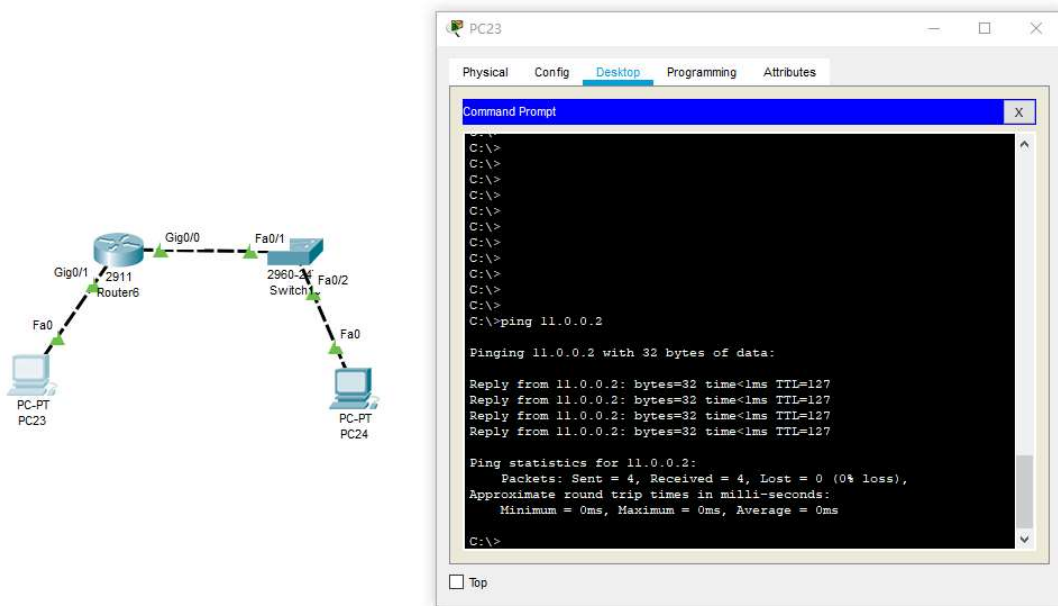 Gig0/0
Fa0/1
Gig0/1
2911
Router6
2960-24
Switch1
Fa0/2
Fa0
PC-PT
PC23
Fa0
PC-PT
PC24
PC23
Physical Config Desktop Programming Attributes
Command Prompt X
C:\>
C:\>
C:\>
C:\>
C:\>
C:\>
C:\>
C:\>
C:\>
C:\>
C:\>
C:\>ping 11.0.0.2
Pinging 11.0.0.2 with 32 bytes of data:
Reply from 11.0.0.2: bytes=32 time<1ms TTL=127
Reply from 11.0.0.2: bytes=32 time<1ms TTL=127
Reply from 11.0.0.2: bytes=32 time<1ms TTL=127
Reply from 11.0.0.2: bytes=32 time<1ms TTL=127
Ping statistics for 11.0.0.2:
Packets: Sent = 4, Received = 4, Lost = 0 (0% loss),
Approximate round trip times in milli-seconds:
Minimum = 0ms, Maximum = 0ms, Average = 0ms
C:\>
Top